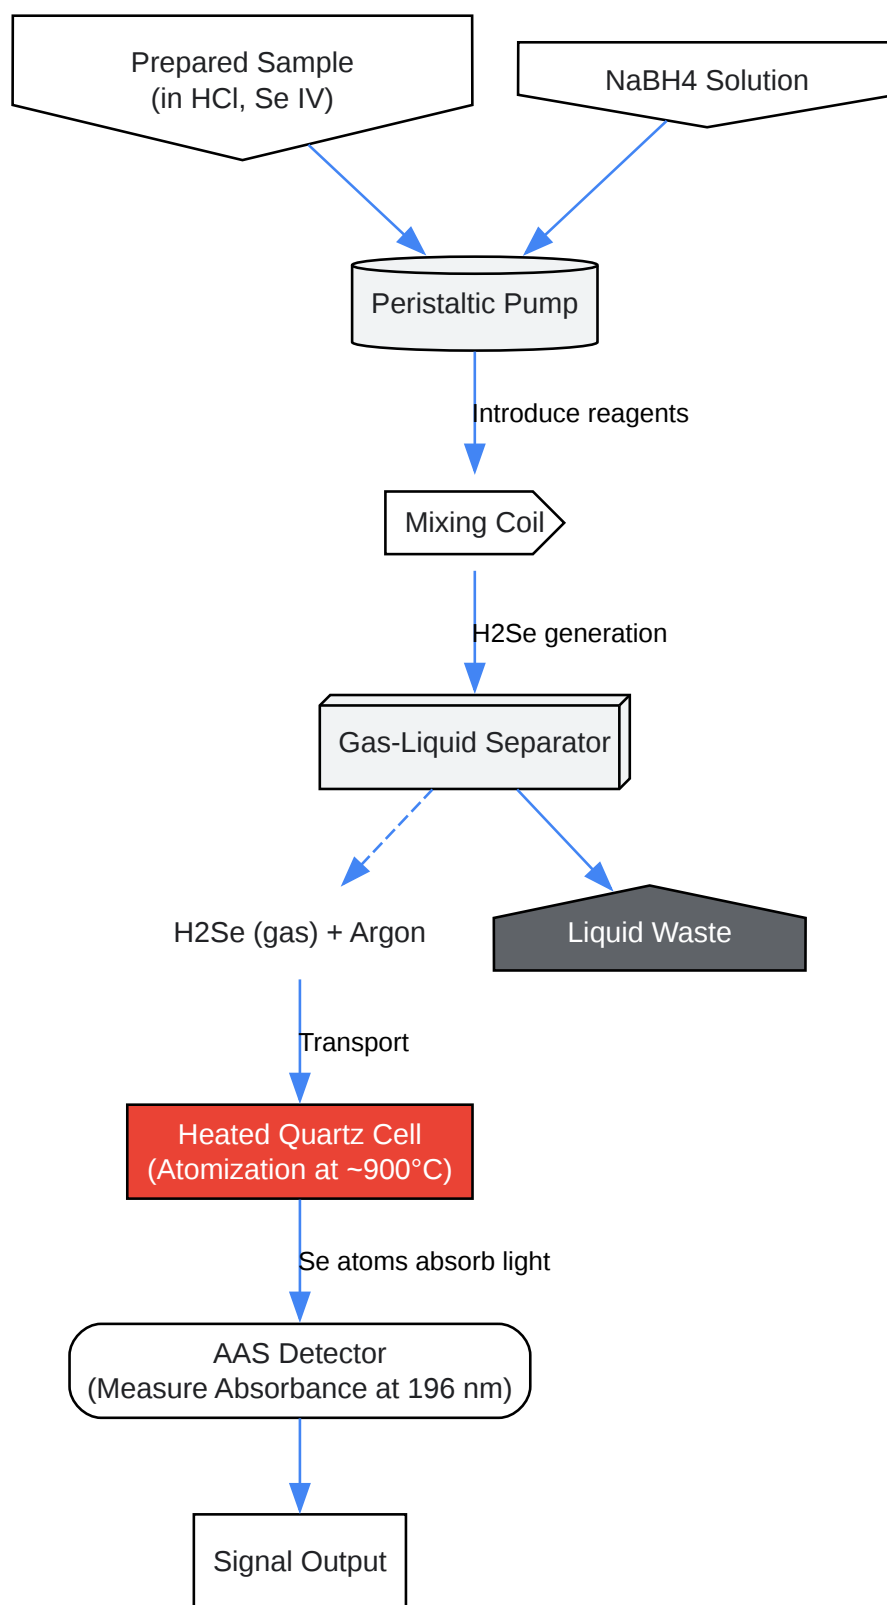 Prepared Sample
(in HCl, Se IV)
NaBH4 Solution
Peristaltic Pump
Introduce reagents
Mixing Coil
H2Se generation
Gas-Liquid Separator
H2Se (gas) + Argon
Liquid Waste
Transport
Heated Quartz Cell
(Atomization at ~900°C)
Se atoms absorb light
AAS Detector
(Measure Absorbance at 196 nm)
Signal Output